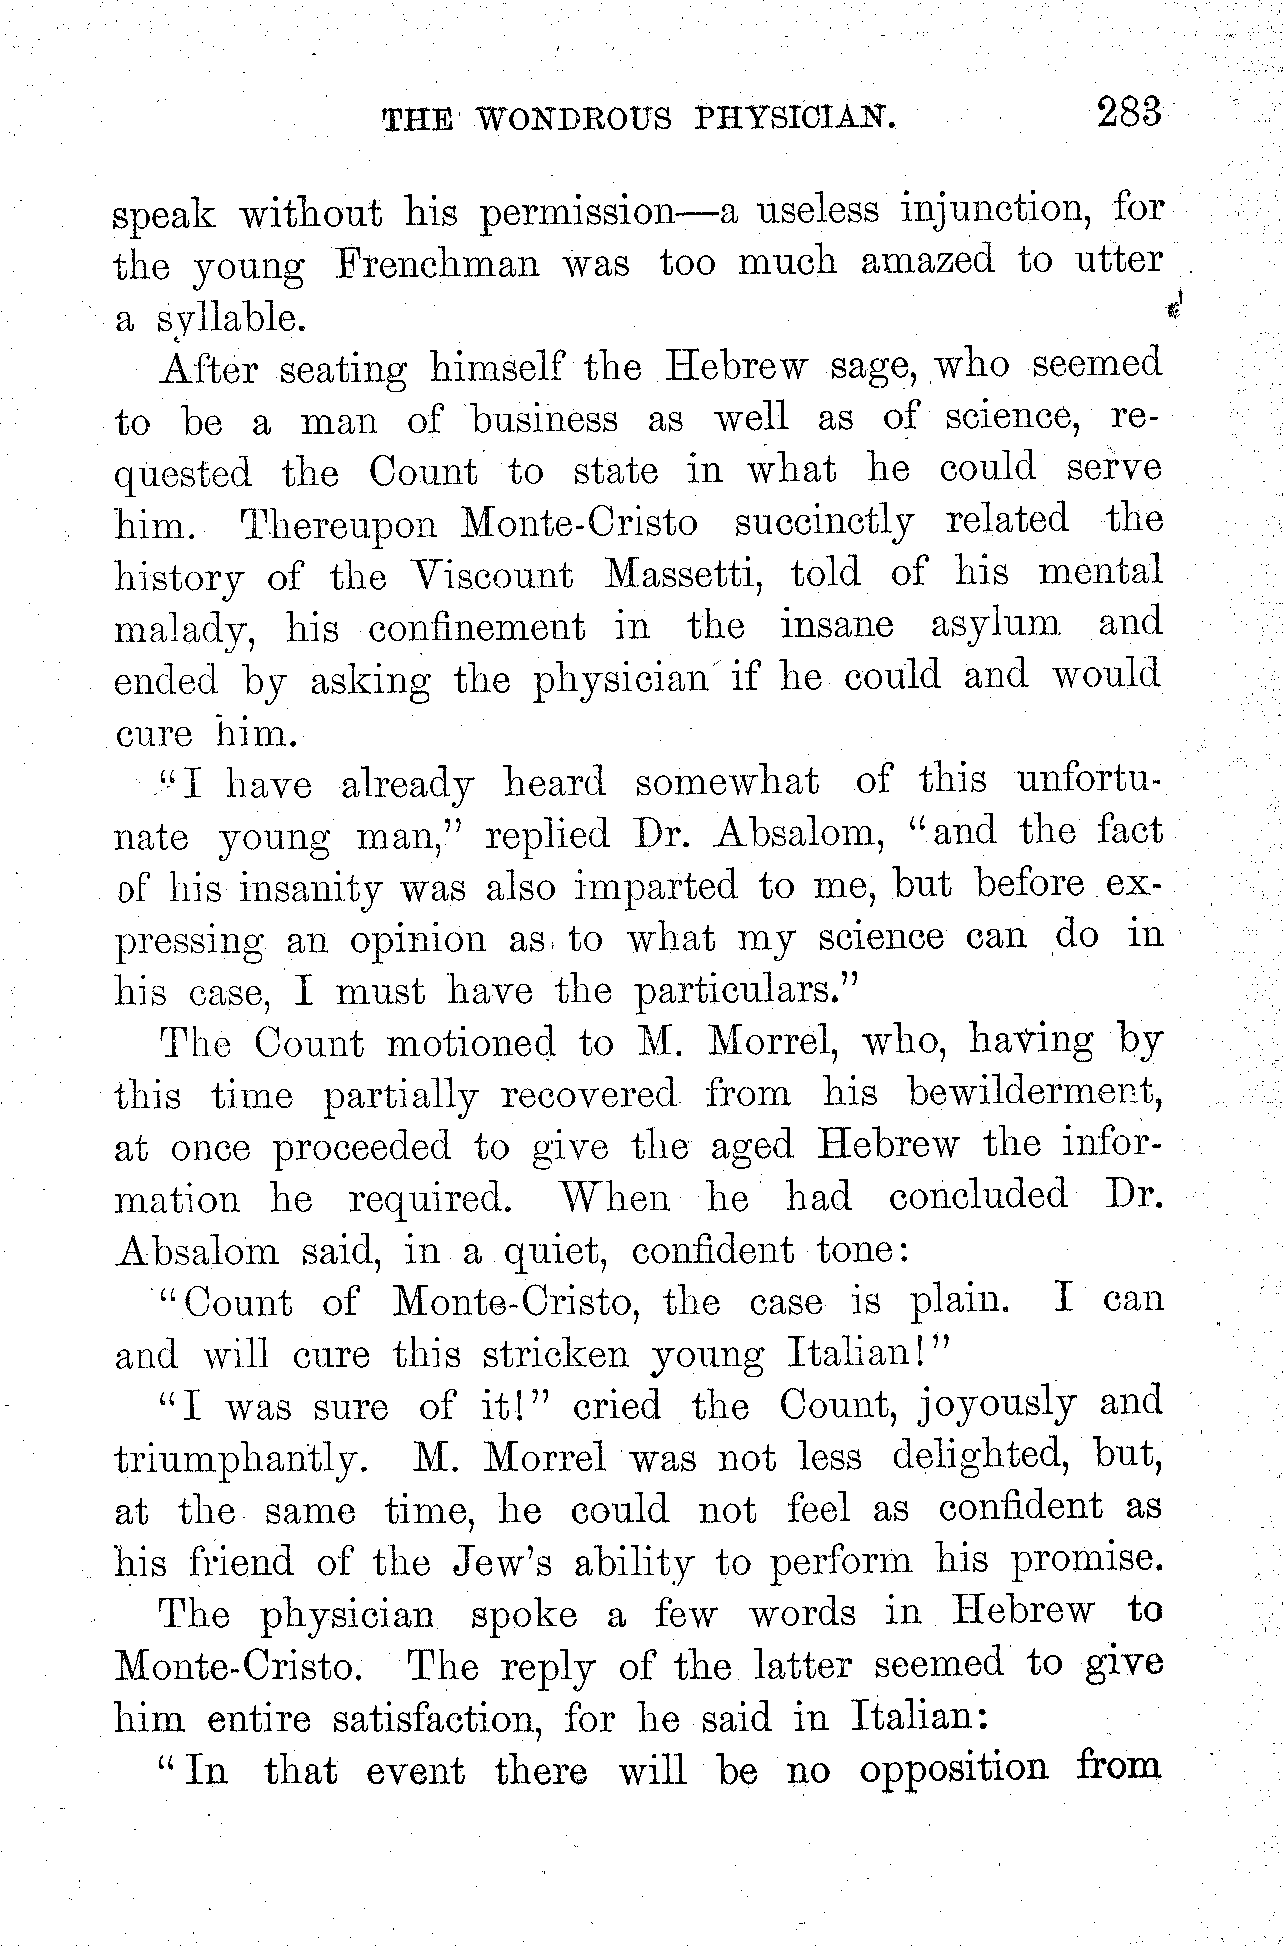 THE WONDROUS PHYSICIAN. 283
speak without his permission—a useless injunction, for
the young Frenchman was too much amazed to utter
a syllable.
After seating himself the Hebrew sage, who seemed
to be a man of business as well as of science, re-
quested the Count to state in what he could serve
him. Thereupon Monte-Cristo succinctly related the
history of the Viscount Massetti, told of his mental
malady, his confinement in the insane asylum and
ended by asking the physician if he could and would
cure him.
"I have already heard somewhat of this unfortu-
nate young man," replied Dr. Absalom, "and the fact
of his insanity was also imparted to me, but before ex-
pressing an opinion as to what my science can do in
his case, I must have the particulars."
The Count motioned to M. Morrel, who, having by
this time partially recovered from his bewilderment,
at once proceeded to give the aged Hebrew the infor-
mation he required. When he had concluded Dr.
Absalom said, in a quiet, confident tone:
"Count of Monte-Cristo, the case is plain. I can
and will cure this stricken young Italian!"
"I was sure of it!" cried the Count, joyously and
triumphantly. M. Morrel was not less delighted, but,
at the same time, he could not feel as confident as
his friend of the Jew's ability to perform his promise.
The physician spoke a few words in Hebrew to
Monte-Cristo. The reply of the latter seemed to give
him entire satisfaction, for he said in Italian:
"In that event there will be no opposition from